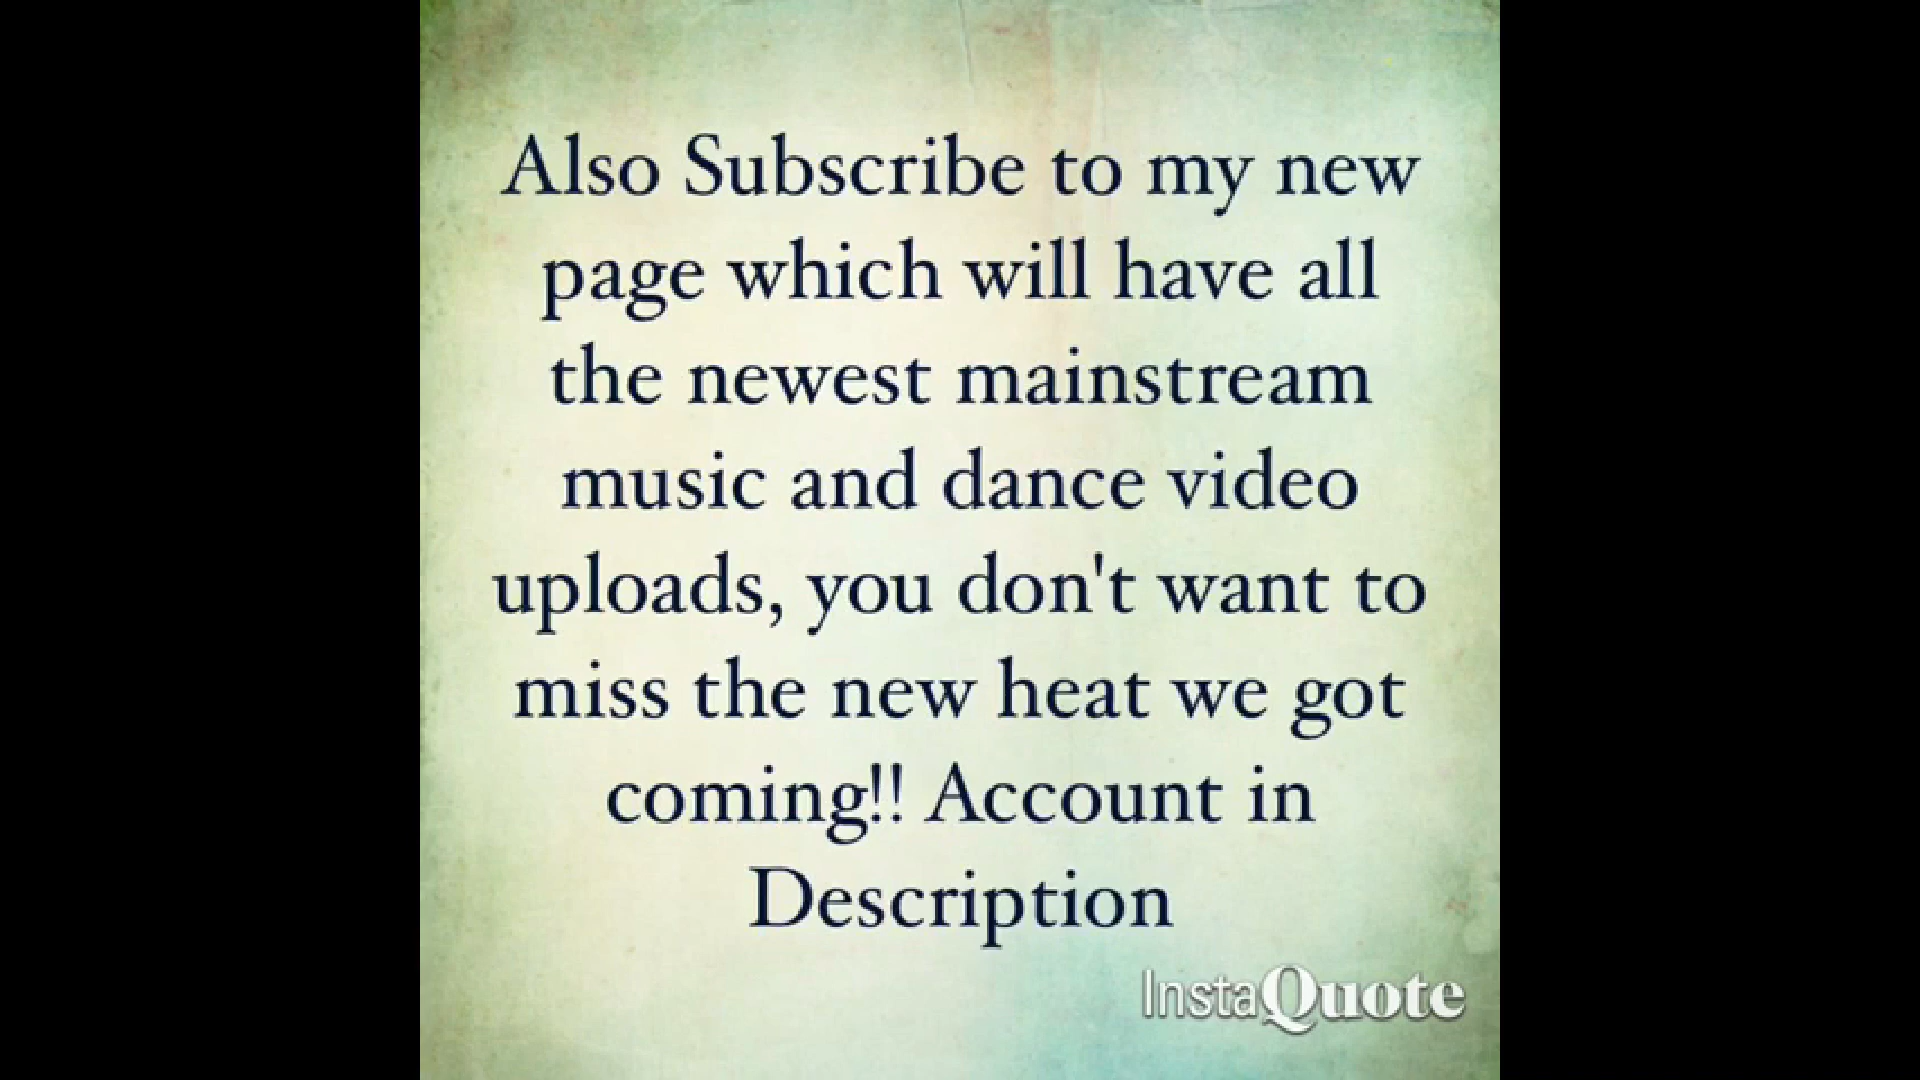 Also Subscribe to my new
page which will have all
the newest mainstream
music and dance video
uploads, you don't want to
miss the new heat we got
coming!! Account in
Description
InstaQuote